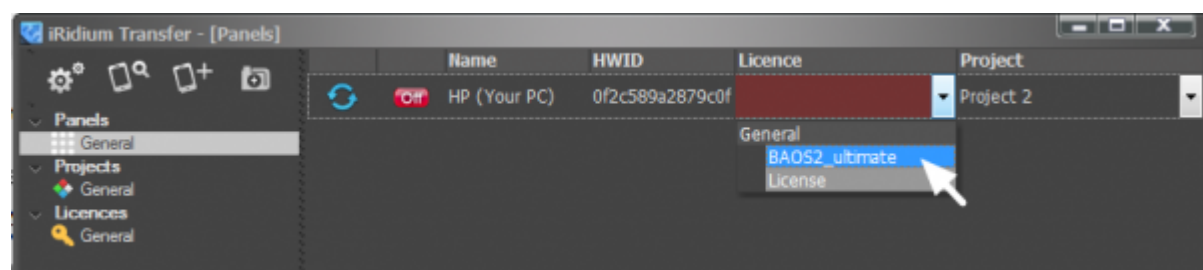 iRidium Transfer - [Panels]
Name HWID Licence Project
Off HP (Your PC) 0f2c589a2879c0f Project 2
Panels
General
Projects
General
Licences
General
General
BAOS2_ultimate
License